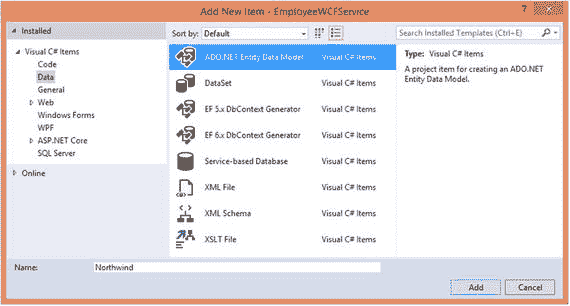 Add New Item - EmployeeWCFService
? ×
Installed
Sort by: Default
Search Installed Templates (Ctrl+E)
Visual C# Items
Code
Data
General
Web
Windows Forms
WPF
ASP.NET Core
SQL Server
Online
ADO.NET Entity Data Model Visual C# Items
DataSet Visual C# Items
EF 5.x DbContext Generator Visual C# Items
EF 6.x DbContext Generator Visual C# Items
Service-based Database Visual C# Items
XML File Visual C# Items
XML Schema Visual C# Items
XSLT File Visual C# Items
Type: Visual C# Items
A project item for creating an ADO.NET
Entity Data Model.
Name: Northwind
Add Cancel